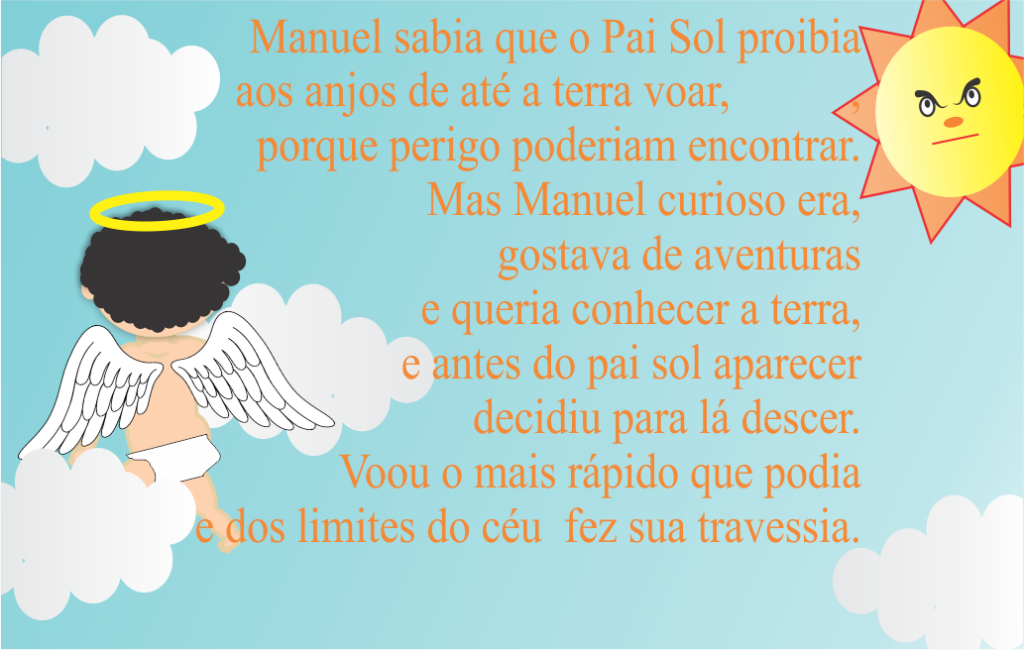 Manuel sabia que o Pai Sol proibia
aos anjos de até a terra voar, ,
porque perigo poderiam encontrar.
Mas Manuel curioso era,
gostava de aventuras
e queria conhecer a terra,
e antes do pai sol aparecer
decidiu para lá descer.
Voou o mais rápido que podia
e dos limites do céu  fez sua travessia.